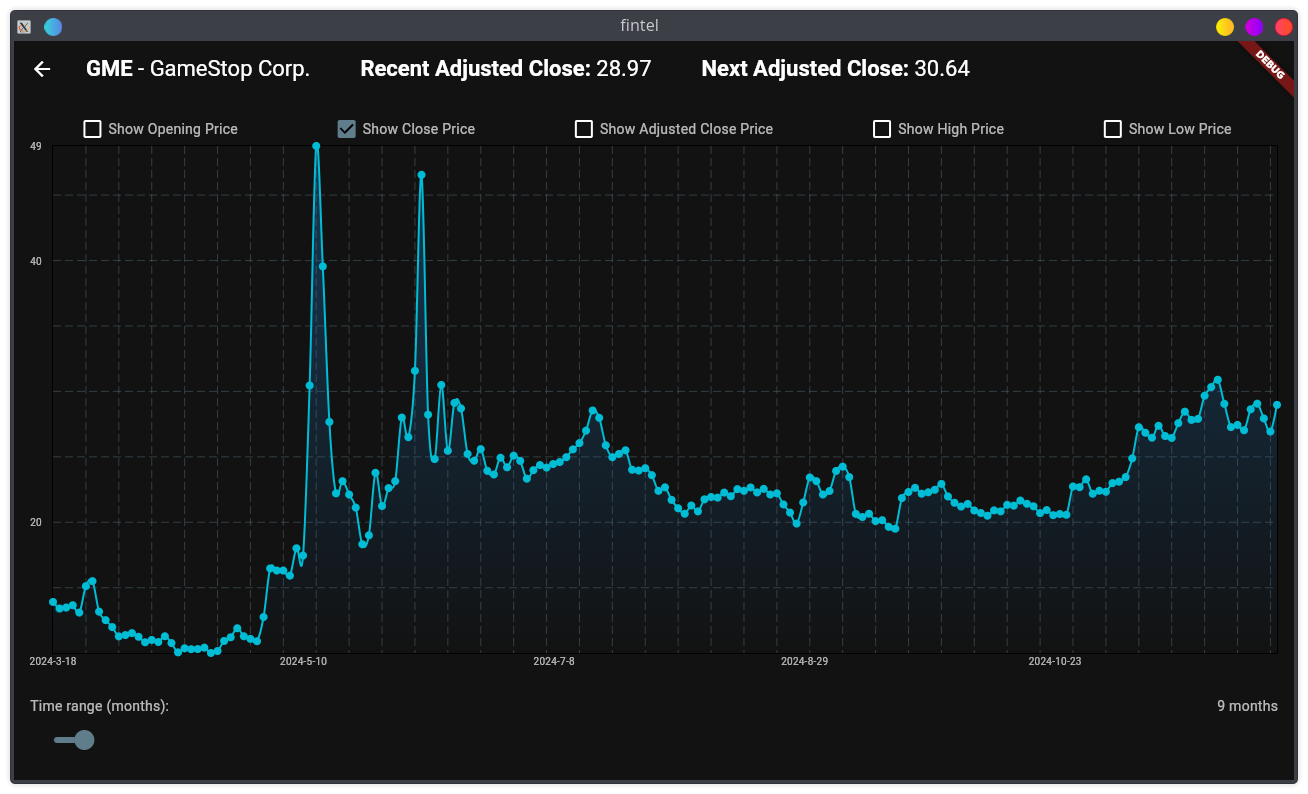 fintel
DEBUG
GME - GameStop Corp. Recent Adjusted Close: 28.97 Next Adjusted Close: 30.64
Show Opening Price Show Close Price Show Adjusted Close Price Show High Price Show Low Price
49
40
20
2024-3-18 2024-5-10 2024-7-8 2024-8-29 2024-10-23
Time range (months): 9 months